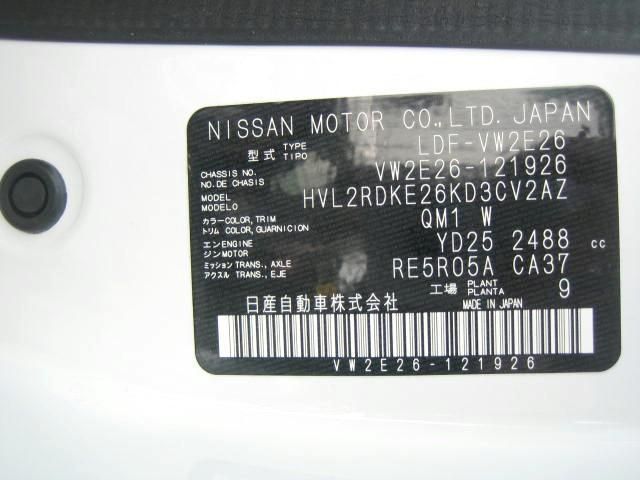 NISSAN MOTOR CO.,LTD. JAPAN
型式 TYPE TIPO LDF-VW2E26
CHASSIS NO. NO.DE CHASSIS VW2E26-121926
MODEL MODELO HVL2RDKE26KD3CV2AZ
カラー COLOR, TRIM トリム COLOR, GUARNICION QM1 W
エンENGINE ジンMOTOR YD25 2488 cc
ミッション TRANS., AXLE アクスル TRANS., EJE RE5R05A CA37
工場 PLANT PLANTA 9
日産自動車株式会社 MADE IN JAPAN
VW2E26-121926